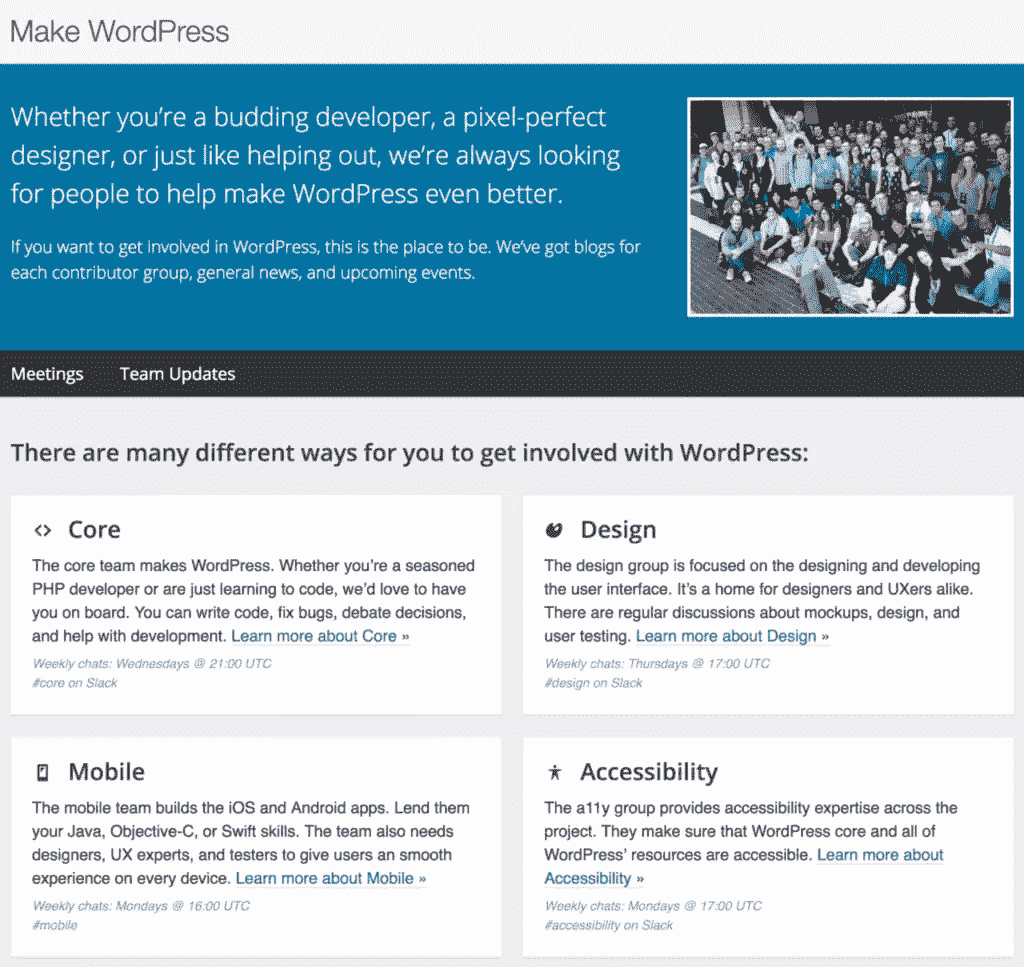 Make WordPress
Whether you're a budding developer, a pixel-perfect
designer, or just like helping out, we're always looking
for people to help make WordPress even better.
If you want to get involved in WordPress, this is the place to be. We've got blogs for
each contributor group, general news, and upcoming events.
Meetings Team Updates
There are many different ways for you to get involved with WordPress:
Core
The core team makes WordPress. Whether you're a seasoned
PHP developer or are just learning to code, we'd love to have
you on board. You can write code, fix bugs, debate decisions,
and help with development. Learn more about Core »
Weekly chats: Wednesdays @ 21:00 UTC
#core on Slack
Design
The design group is focused on the designing and developing
the user interface. It's a home for designers and UXers alike.
There are regular discussions about mockups, design, and
user testing. Learn more about Design »
Weekly chats: Thursdays @ 17:00 UTC
#design on Slack
Mobile
The mobile team builds the iOS and Android apps. Lend them
your Java, Objective-C, or Swift skills. The team also needs
designers, UX experts, and testers to give users an smooth
experience on every device. Learn more about Mobile »
Weekly chats: Mondays @ 16:00 UTC
#mobile
Accessibility
The a11y group provides accessibility expertise across the
project. They make sure that WordPress core and all of
WordPress' resources are accessible. Learn more about
Accessibility »
Weekly chats: Mondays @ 17:00 UTC
#accessibility on Slack